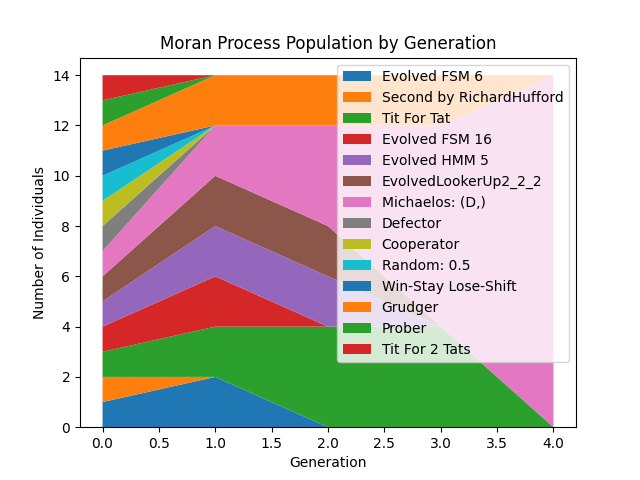 Moran Process Population by Generation
Number of Individuals
14
12
10
8
6
4
2
0
Evolved FSM 6
Second by RichardHufford
Tit For Tat
Evolved FSM 16
Evolved HMM 5
EvolvedLookerUp2_2_2
Michaelos: (D,)
Defector
Cooperator
Random: 0.5
Win-Stay Lose-Shift
Grudger
Prober
Tit For 2 Tats
0.0 0.5 1.0 1.5 2.0 2.5 3.0 3.5 4.0
Generation